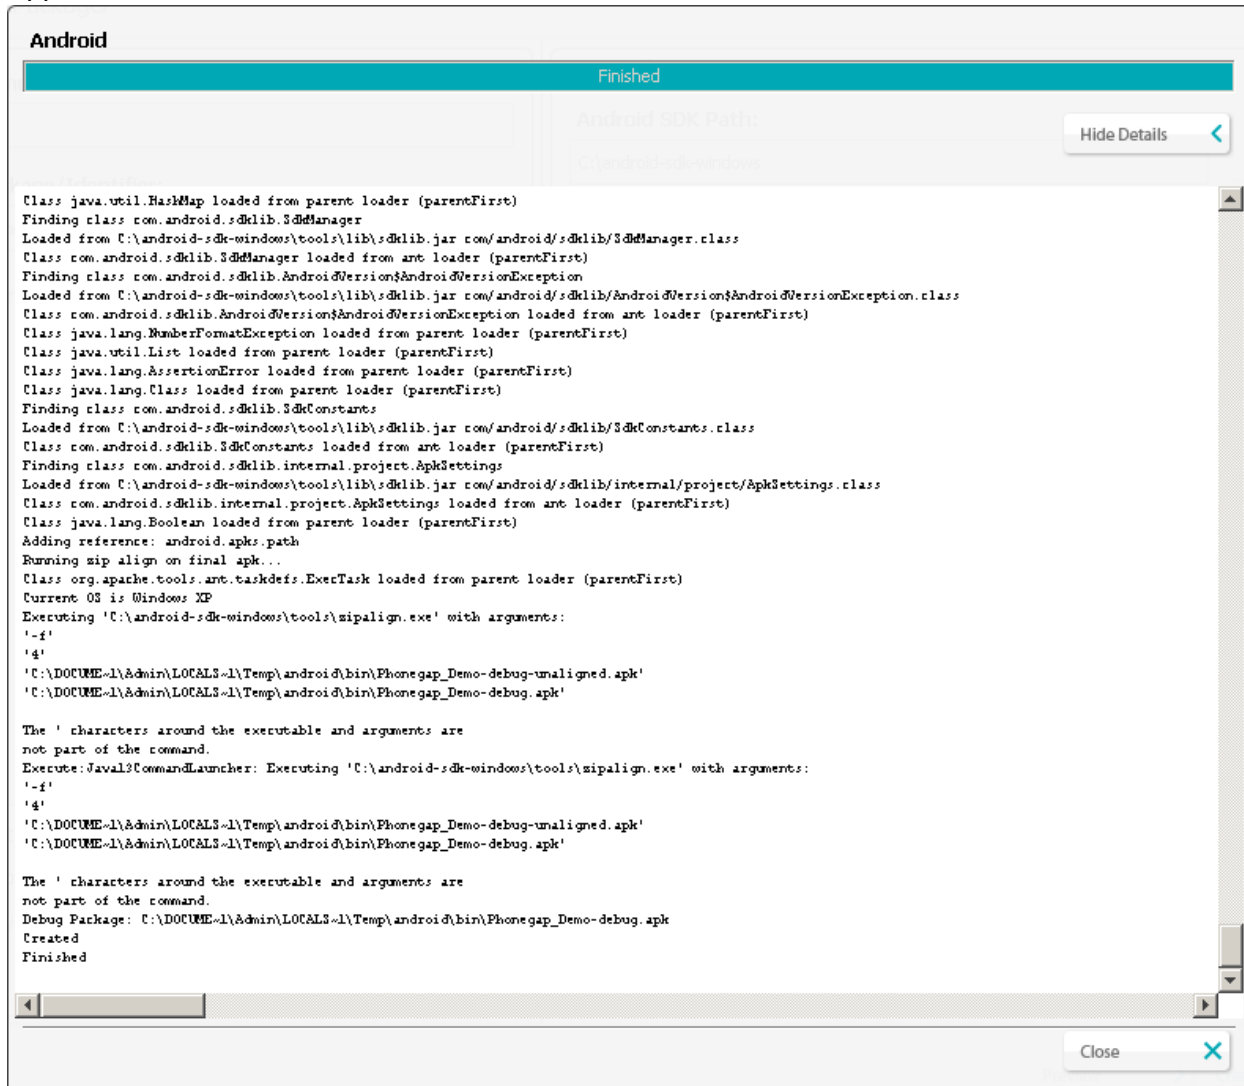 Android
Finished
Android SDK Path:
Hide Details
C:\android-sdk-windows
Class java.util.HashMap loaded from parent loader (parentFirst)
Finding class com.android.sdklib.SdkManager
Loaded from C:\android-sdk-windows\tools\lib\sdklib.jar com/android/sdklib/SdkManager.class
Class com.android.sdklib.SdkManager loaded from ant loader (parentFirst)
Finding class com.android.sdklib.AndroidVersion$AndroidVersionException
Loaded from C:\android-sdk-windows\tools\lib\sdklib.jar com/android/sdklib/AndroidVersion$AndroidVersionException.class
Class com.android.sdklib.AndroidVersion$AndroidVersionException loaded from ant loader (parentFirst)
Class java.lang.NumberFormatException loaded from parent loader (parentFirst)
Class java.util.List loaded from parent loader (parentFirst)
Class java.lang.AssertionError loaded from parent loader (parentFirst)
Class java.lang.Class loaded from parent loader (parentFirst)
Finding class com.android.sdklib.SdkConstants
Loaded from C:\android-sdk-windows\tools\lib\sdklib.jar com/android/sdklib/SdkConstants.class
Class com.android.sdklib.SdkConstants loaded from ant loader (parentFirst)
Finding class com.android.sdklib.internal.project.ApkSettings
Loaded from C:\android-sdk-windows\tools\lib\sdklib.jar com/android/sdklib/internal/project/ApkSettings.class
Class com.android.sdklib.internal.project.ApkSettings loaded from ant loader (parentFirst)
Class java.lang.Boolean loaded from parent loader (parentFirst)
Adding reference: android.apks.path
Running zip align on final apk...
Class org.apache.tools.ant.taskdefs.ExecTask loaded from parent loader (parentFirst)
Current OS is Windows XP
Executing 'C:\android-sdk-windows\tools\zipalign.exe' with arguments:
'-f'
'4'
'C:\DOCUME~1\Admin\LOCALS~1\Temp\android\bin\Phonegap_Demo-debug-unaligned.apk'
'C:\DOCUME~1\Admin\LOCALS~1\Temp\android\bin\Phonegap_Demo-debug.apk'
The ' characters around the executable and arguments are
not part of the command.
Execute:Java13CommandLauncher: Executing 'C:\android-sdk-windows\tools\zipalign.exe' with arguments:
'-f'
'4'
'C:\DOCUME~1\Admin\LOCALS~1\Temp\android\bin\Phonegap_Demo-debug-unaligned.apk'
'C:\DOCUME~1\Admin\LOCALS~1\Temp\android\bin\Phonegap_Demo-debug.apk'
The ' characters around the executable and arguments are
not part of the command.
Debug Package: C:\DOCUME~1\Admin\LOCALS~1\Temp\android\bin\Phonegap_Demo-debug.apk
Created
Finished
Close